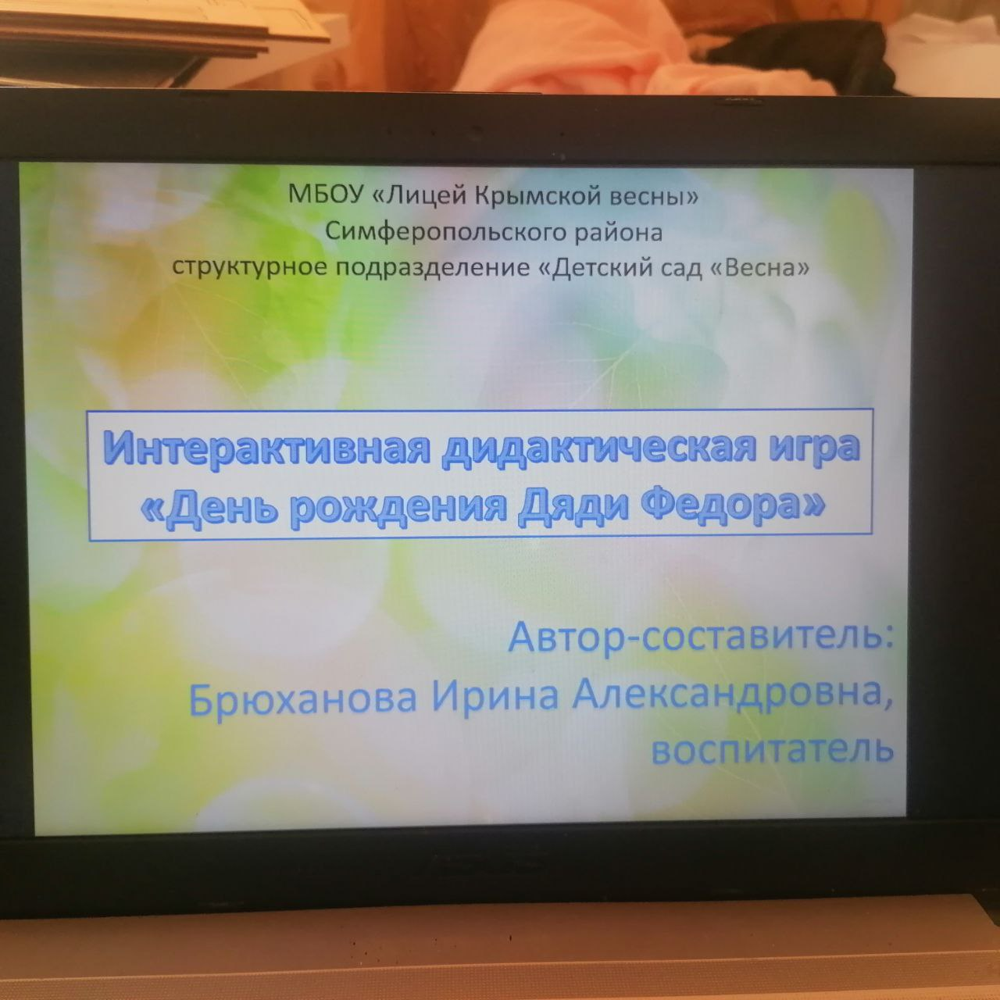 МБОУ «Лицей Крымской весны»
Симферопольского района
структурное подразделение «Детский сад «Весна»
Интерактивная дидактическая игра
«День рождения Дяди Федора»
Автор-составитель:
Брюханова Ирина Александровна,
воспитатель